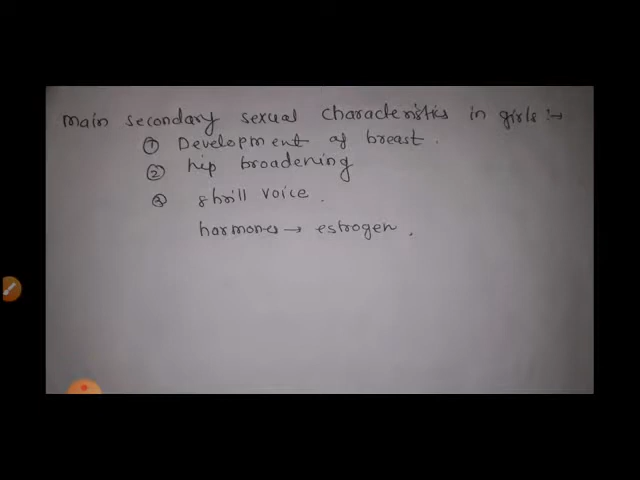 Main secondary sexual characteristics in girls :→
① Development of breast.
② hip broadening
③ shrill voice.
hormones → estrogen.